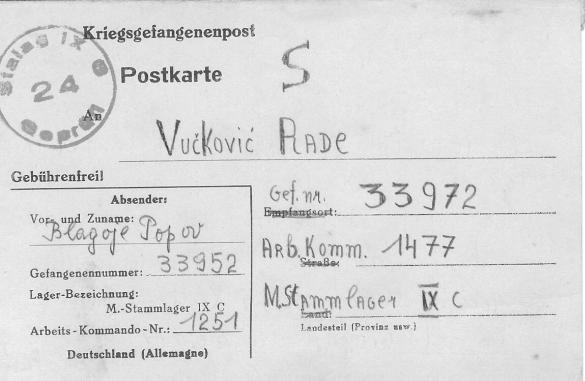 Kriegsgefangenenpost
Stalag IX C
24
Geprüft
Postkarte
S
An
Vučković RADE
Gebührenfrei!
Absender:
Vor- und Zuname:
Blagoje Popov
Gefangenennummer: 33952
Lager-Bezeichnung:
M.-Stammlager IX C
Arbeits-Kommando-Nr.: 1251
Deutschland (Allemagne)
Gef. nr. 33972
Empfangsort:
Arb. Komm. 1477
Straße:
M. Stammlager IX C
Land:
Landesteil (Provinz usw.)